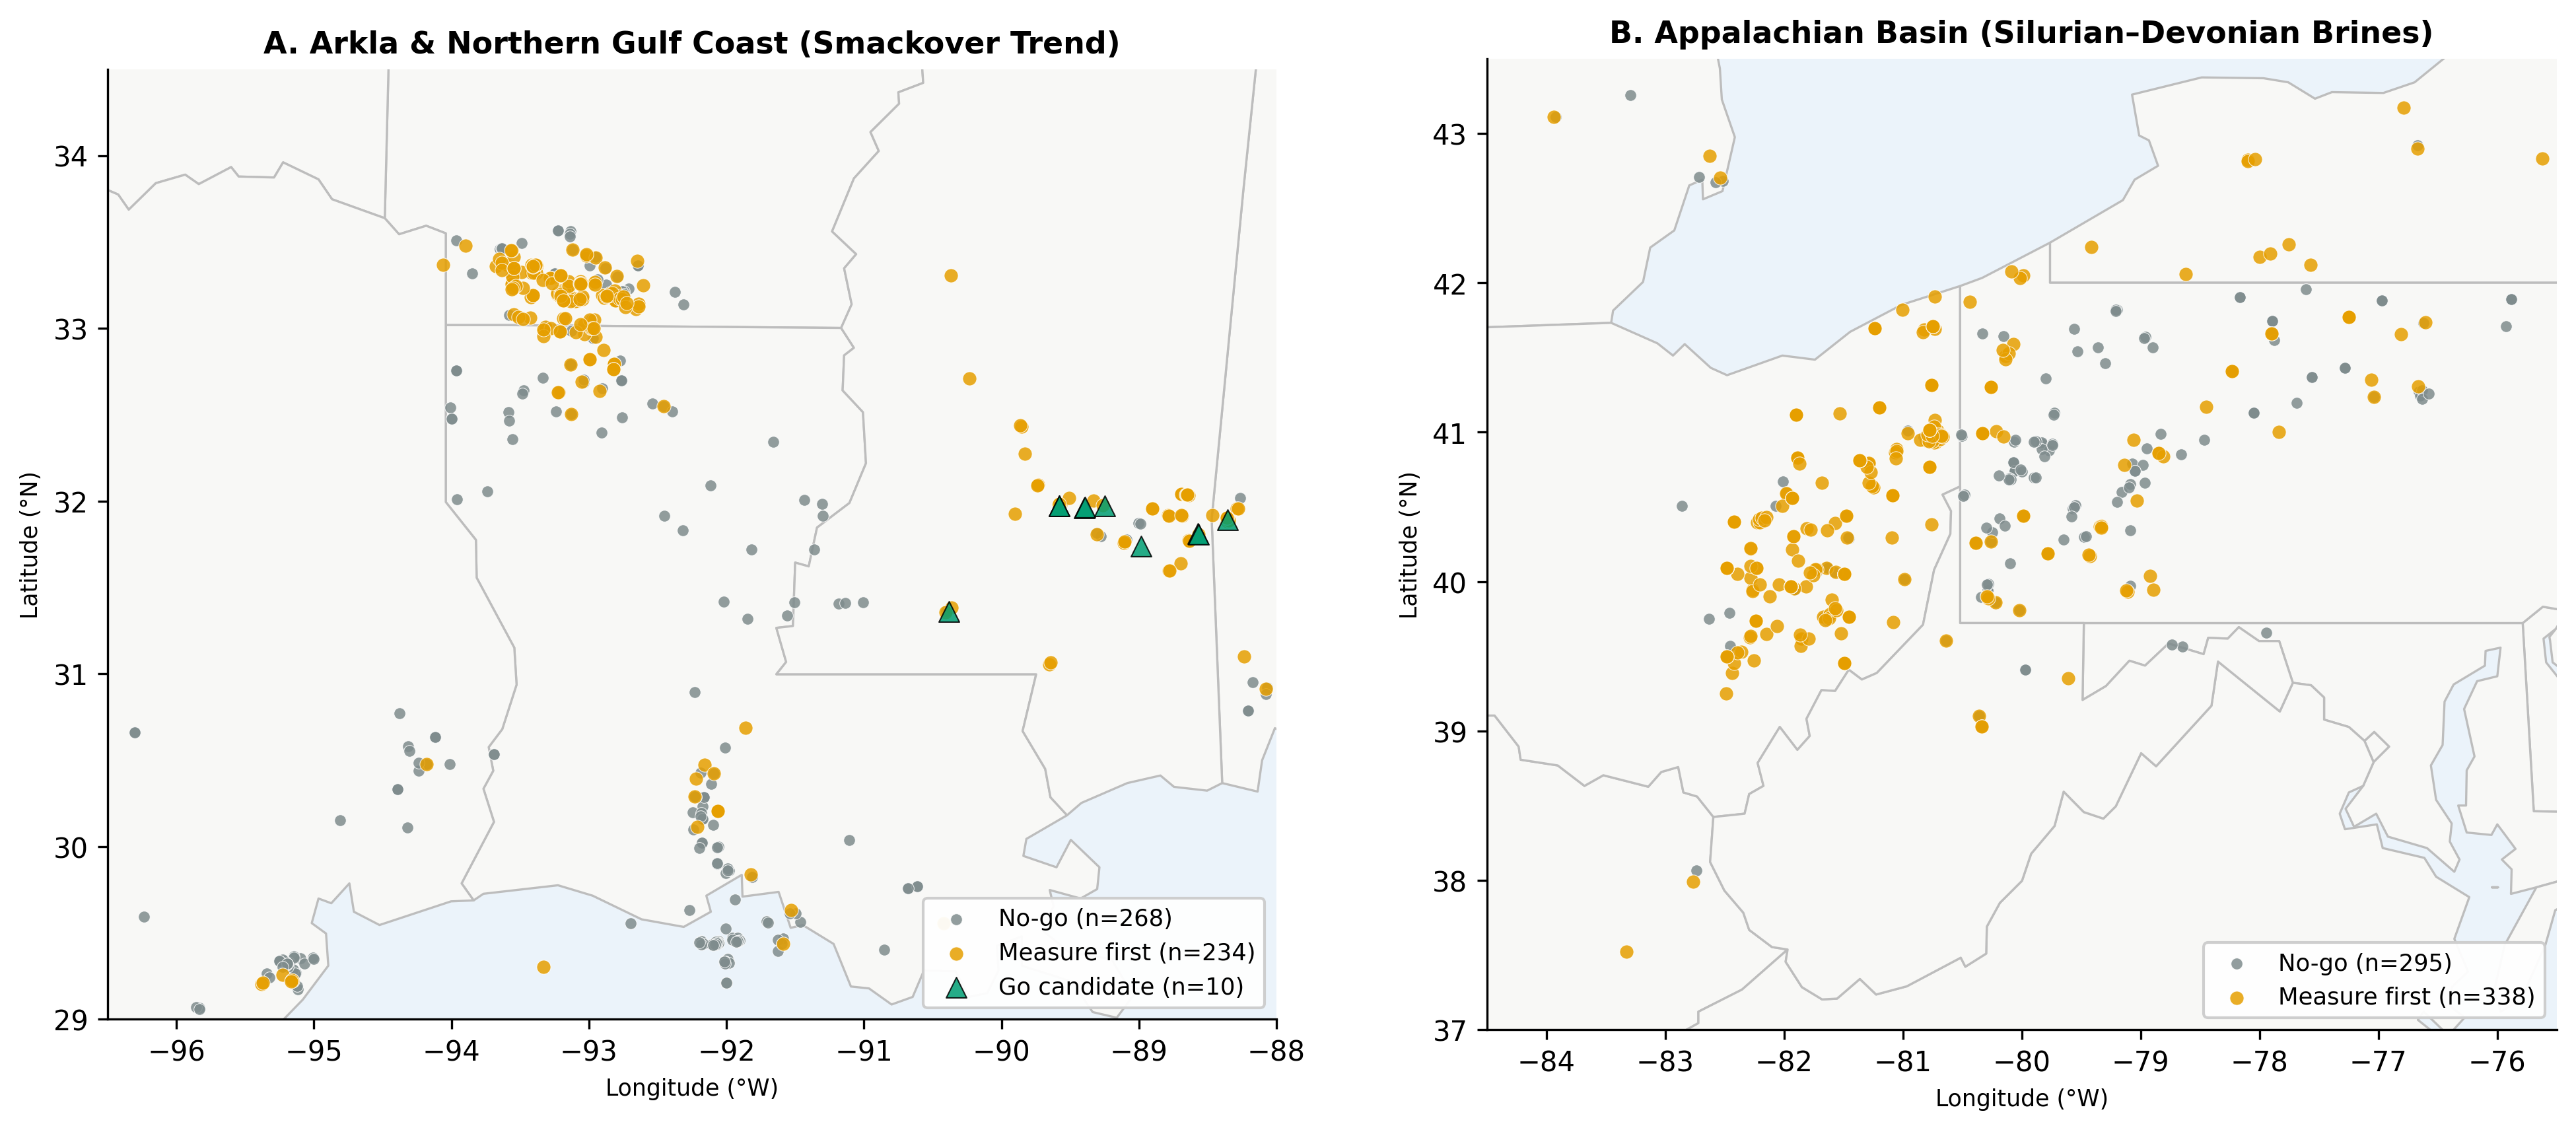 A. Arkla & Northern Gulf Coast (Smackover Trend)
Latitude (°N)
34
33
32
31
30
29
−96 −95 −94 −93 −92 −91 −90 −89 −88
Longitude (°W)
No-go (n=268)
Measure first (n=234)
Go candidate (n=10)
B. Appalachian Basin (Silurian–Devonian Brines)
Latitude (°N)
43
42
41
40
39
38
37
−84 −83 −82 −81 −80 −79 −78 −77 −76
Longitude (°W)
No-go (n=295)
Measure first (n=338)